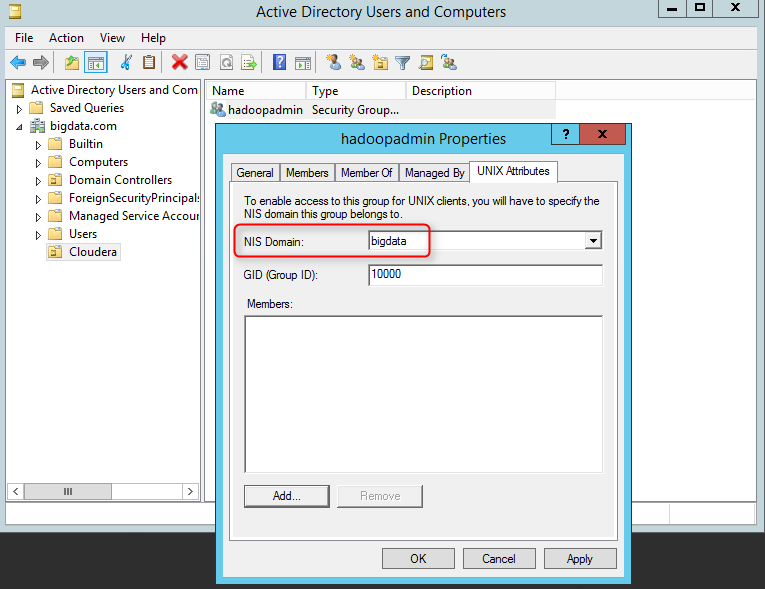 Active Directory Users and Computers
File Action View Help
Active Directory Users and Com
Saved Queries
bigdata.com
Builtin
Computers
Domain Controllers
ForeignSecurityPrincipals
Managed Service Accour
Users
Cloudera
Name Type Description
hadoopadmin Security Group...
hadoopadmin Properties
? x
General Members Member Of Managed By UNIX Attributes
To enable access to this group for UNIX clients, you will have to specify the
NIS domain this group belongs to.
NIS Domain: bigdata
GID (Group ID): 10000
Members:
Add... Remove
OK Cancel Apply